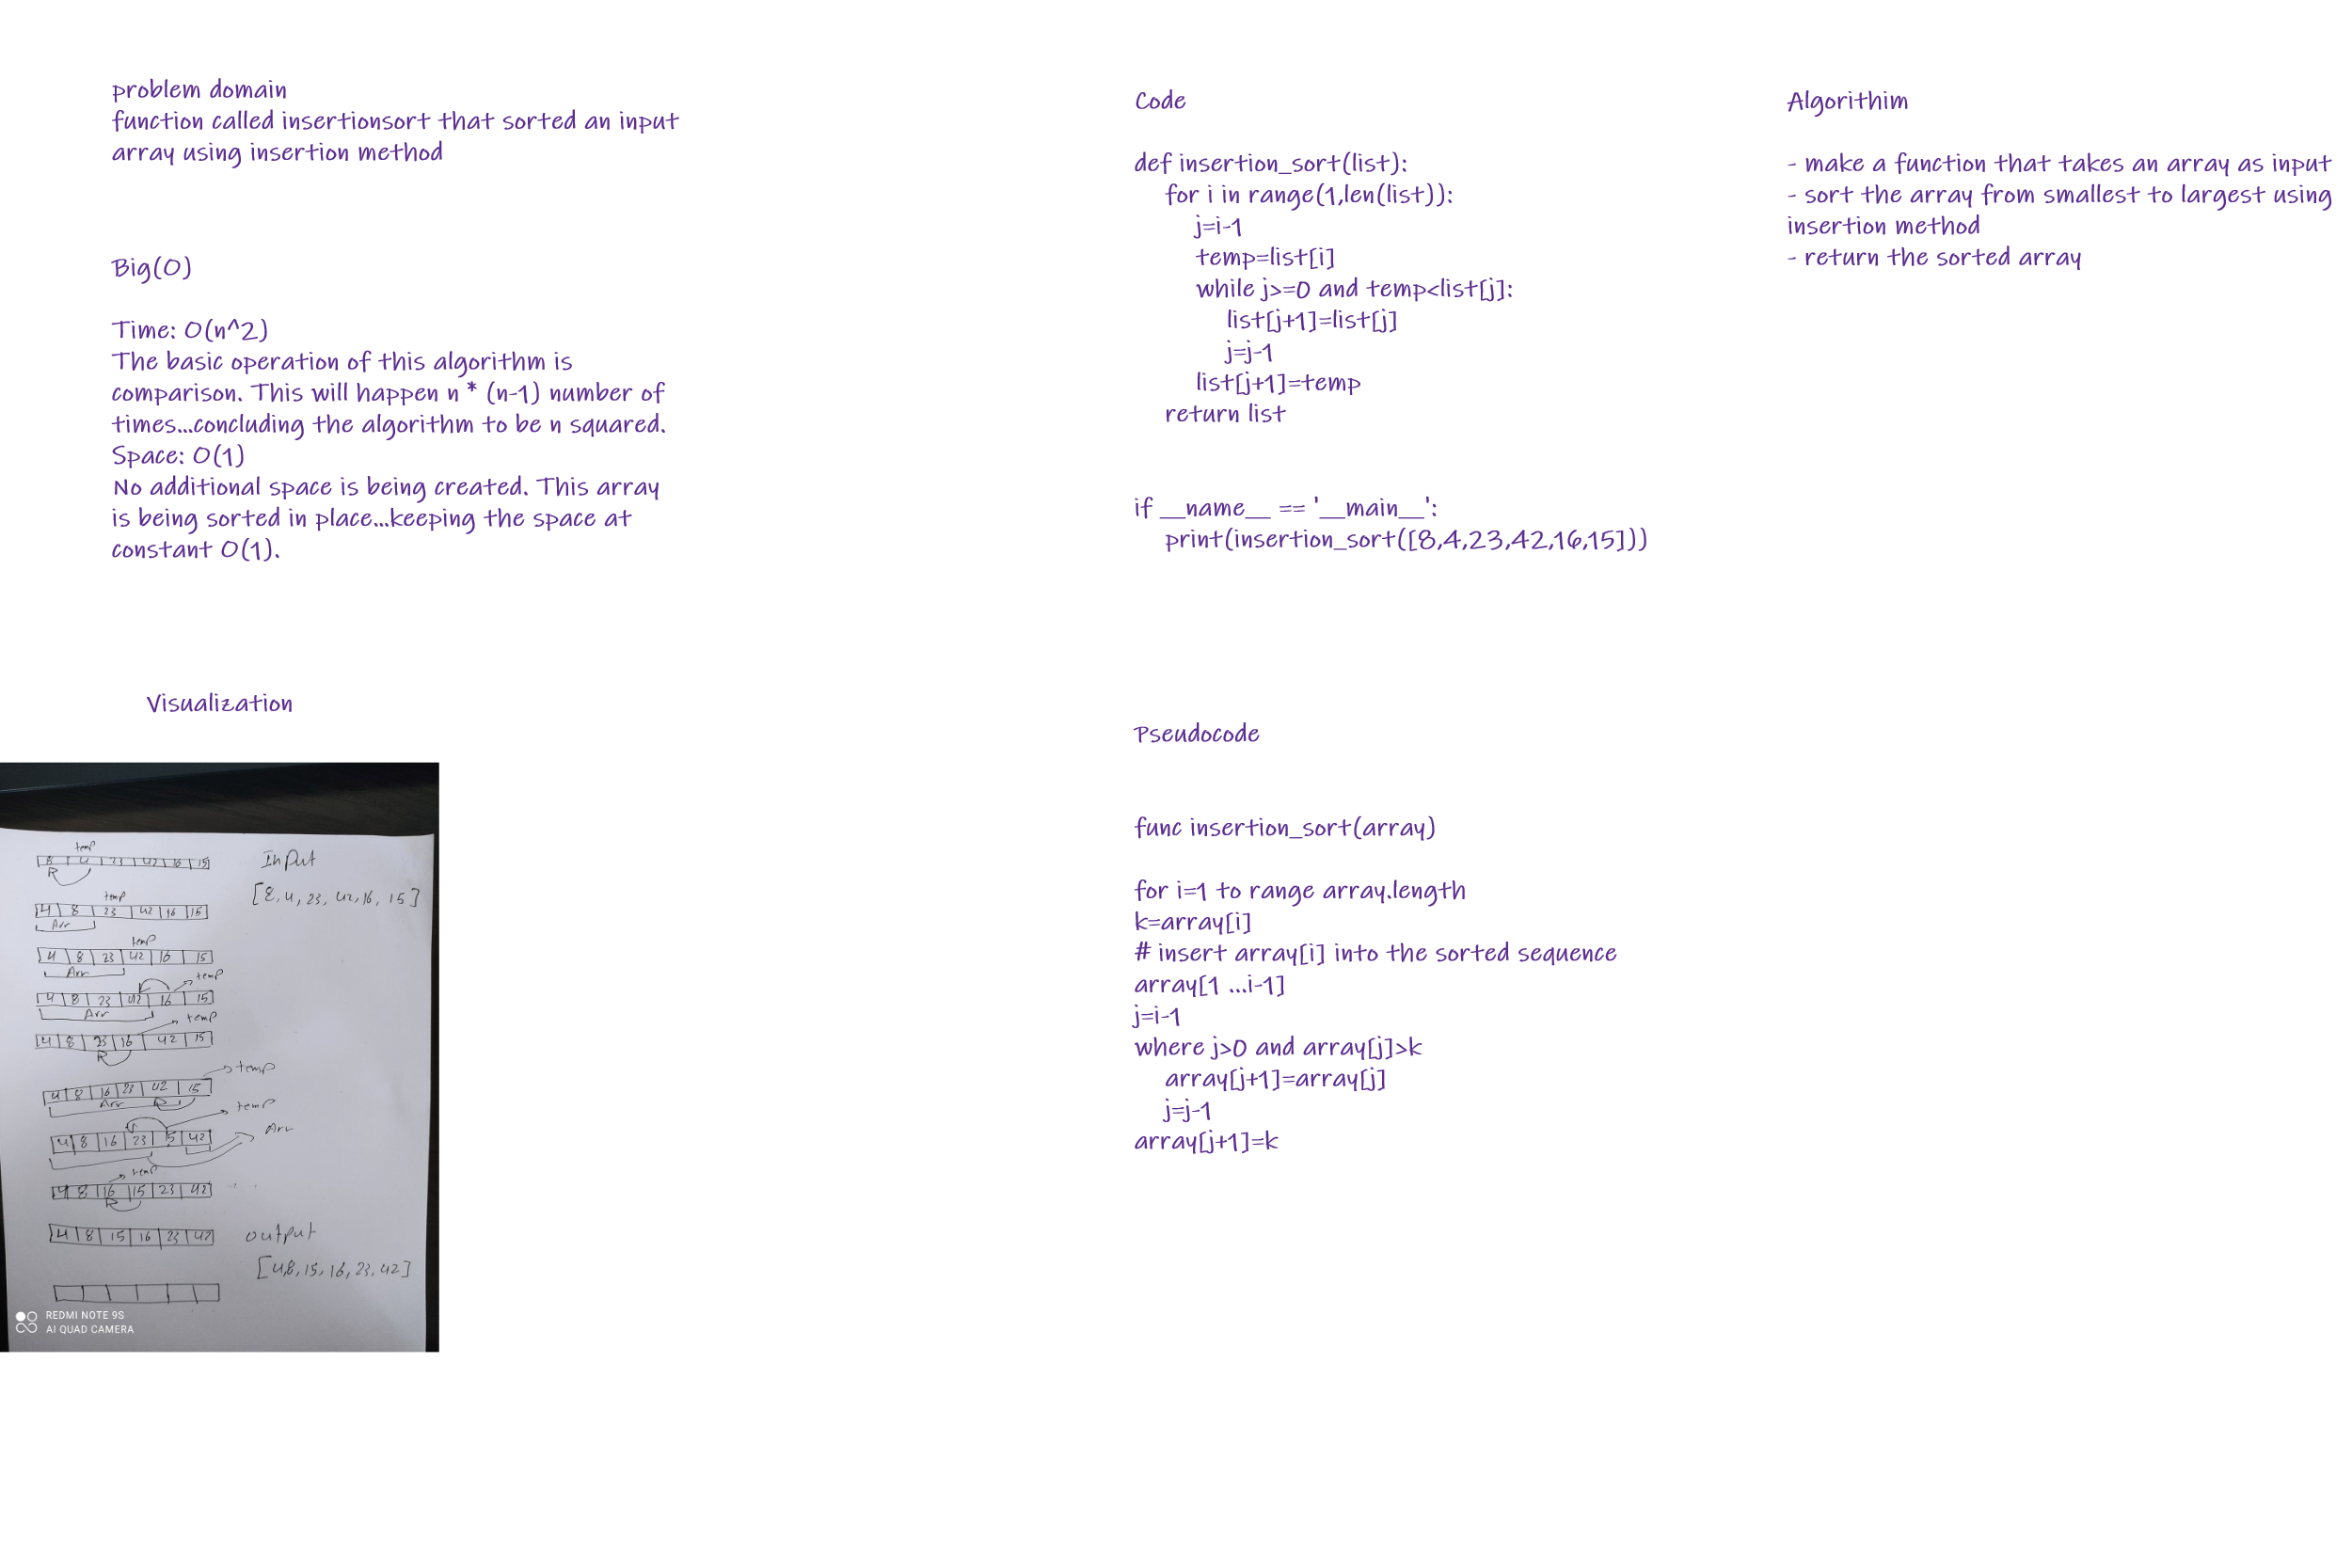 problem domain
function called insertionsort that sorted an input
array using insertion method
Big(O)
Time: O(n^2)
The basic operation of this algorithm is
comparison. This will happen n * (n-1) number of
times...concluding the algorithm to be n squared.
Space: O(1)
No additional space is being created. This array
is being sorted in place...keeping the space at
constant O(1).
Visualization
temp
8 4 23 42 16 15
Input
[8, 4, 23, 42, 16, 15]
temp
4 8 23 42 16 15
Arr
temp
4 8 23 42 16 15
Arr
temp
4 8 23 42 16 15
Arr
temp
4 8 23 16 42 15
temp
4 8 16 23 42 15
Arr
temp
4 8 16 23 15 42
Arr
temp
4 8 16 15 23 42
4 8 15 16 23 42
output
[4,8, 15, 16, 23, 42]
REDMI NOTE 9S
AI QUAD CAMERA
Code
def insertion_sort(list):
for i in range(1,len(list)):
j=i-1
temp=list[i]
while j>=0 and temp<list[j]:
list[j+1]=list[j]
j=j-1
list[j+1]=temp
return list
if __name__ == '__main__':
print(insertion_sort([8,4,23,42,16,15]))
Pseudocode
func insertion_sort(array)
for i=1 to range array.length
k=array[i]
# insert array[i] into the sorted sequence
array[1 ...i-1]
j=i-1
where j>0 and array[j]>k
array[j+1]=array[j]
j=j-1
array[j+1]=k
Algorithim
- make a function that takes an array as input
- sort the array from smallest to largest using
insertion method
- return the sorted array